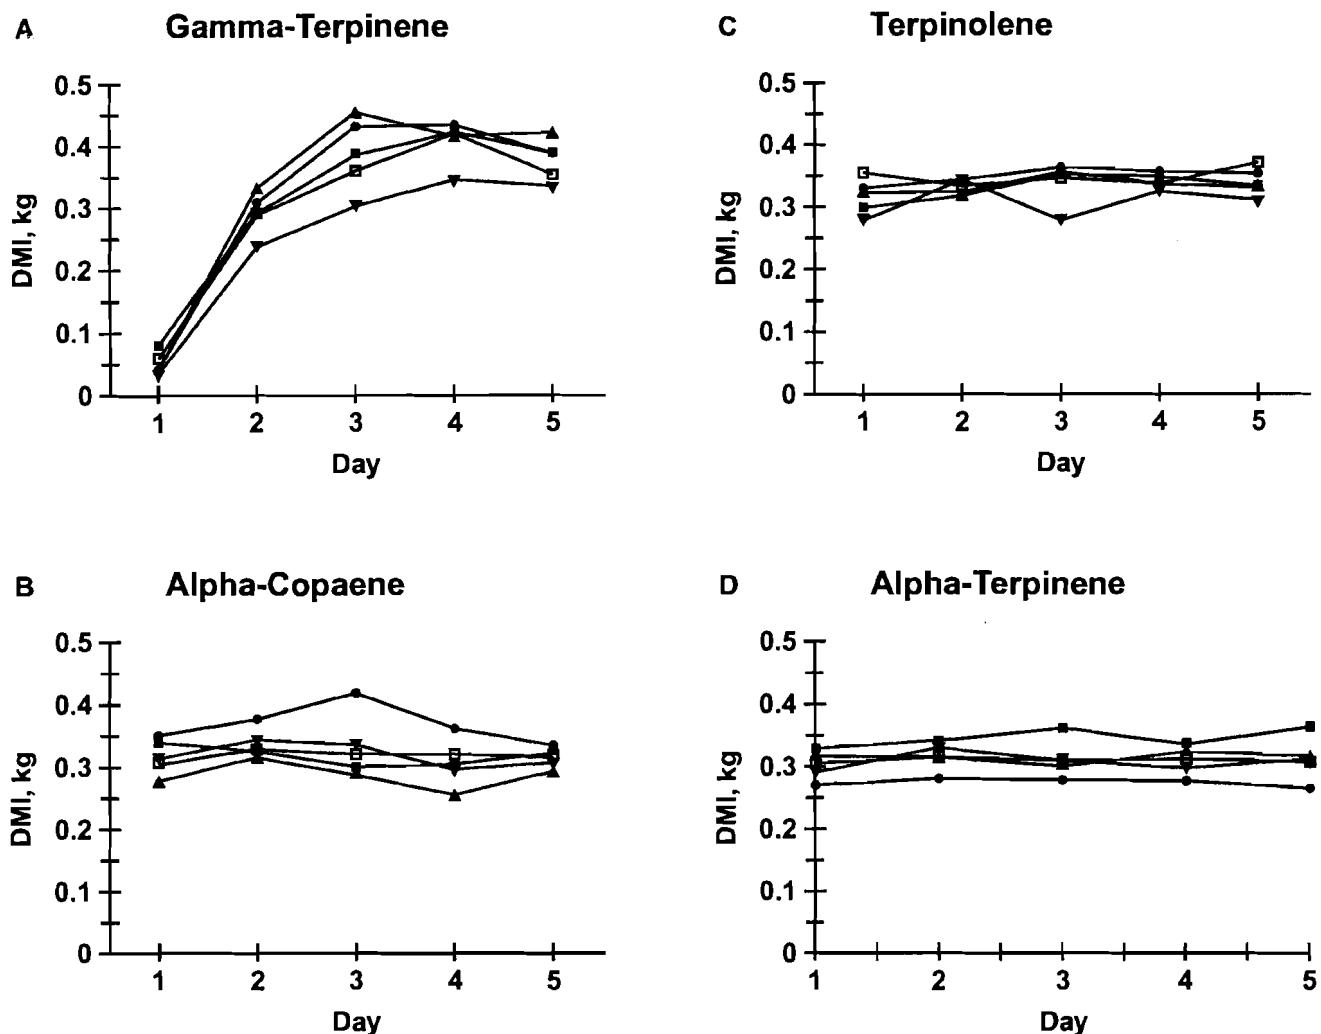 A Gamma-Terpinene
0.5
0.4
0.3
0.2
0.1
0
DMI, kg
1 2 3 4 5
Day
B Alpha-Copaene
0.5
0.4
0.3
0.2
0.1
0
DMI, kg
1 2 3 4 5
Day
C Terpinolene
0.5
0.4
0.3
0.2
0.1
0
DMI, kg
1 2 3 4 5
Day
D Alpha-Terpinene
0.5
0.4
0.3
0.2
0.1
0
DMI, kg
1 2 3 4 5
Day